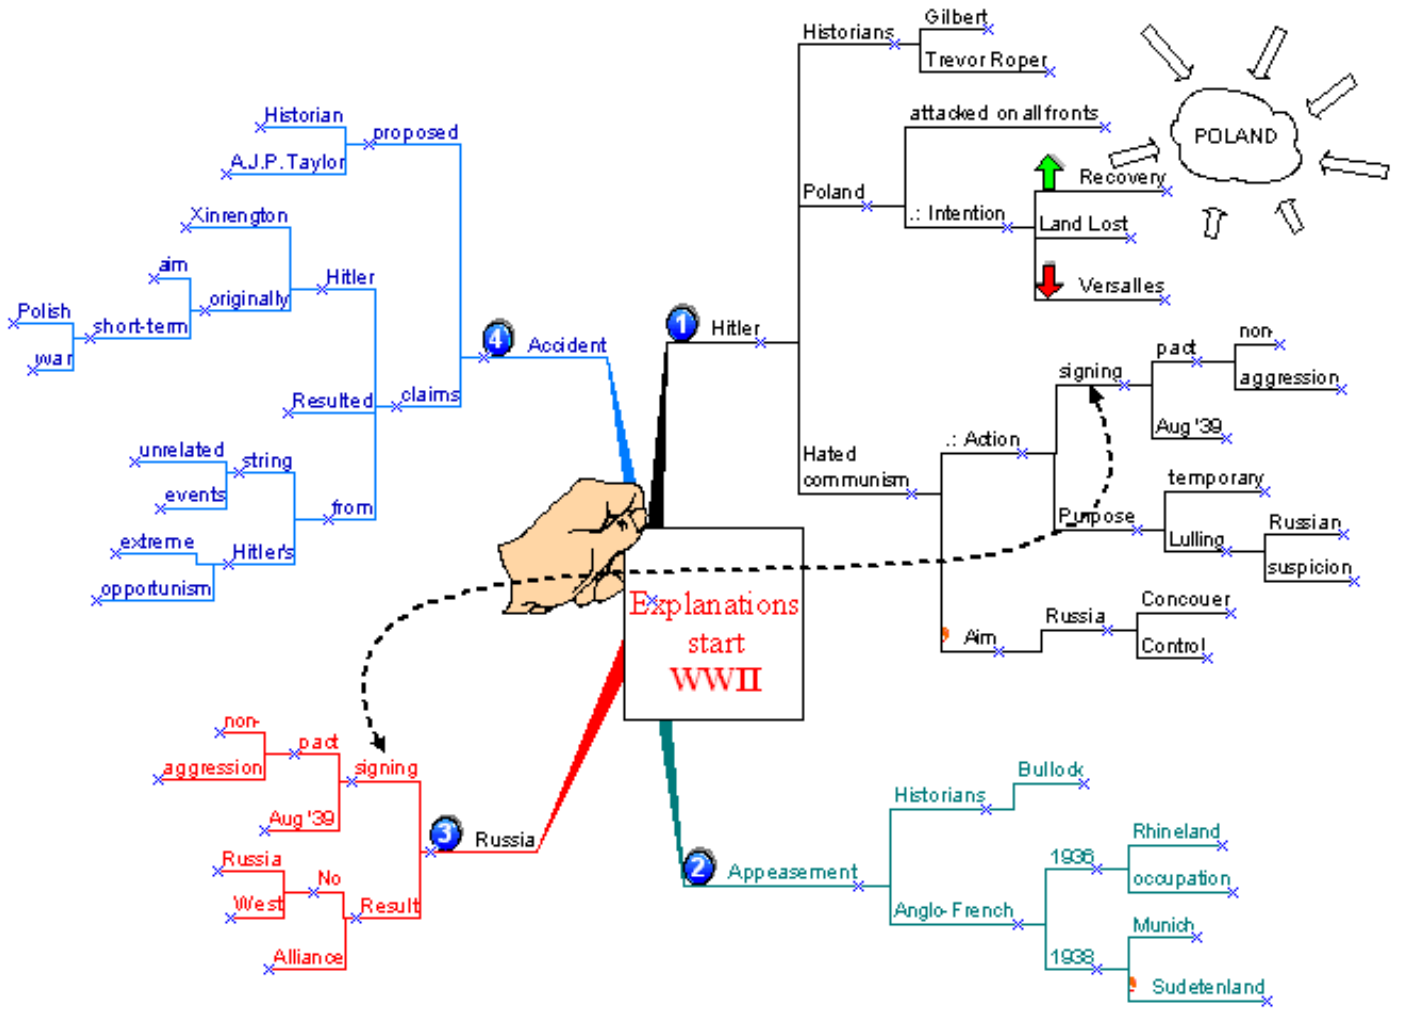 Explanations
start
WWII
1 Hitler
Historians
Gilbert
Trevor Roper
Poland
attacked on all fronts
.: Intention
Recovery
Land Lost
Versalles
POLAND
Hated
communism
.: Action
signing
pact
non-
aggression
Aug '39
Purpose
temporary
Lulling
Russian
suspicion
Aim
Russia
Concouer
Control
2 Appeasement
Historians
Bullock
Anglo-French
1936
Rhineland
occupation
1938
Munich
Sudetenland
3 Russia
signing
pact
non-
aggression
Aug '39
Result
No
Russia
West
Alliance
4 Accident
proposed
Historian
A.J.P. Taylor
claims
Hitler
Xinrengton
originally
aim
short-term
Polish
war
Resulted
from
string
unrelated
events
Hitler's
extreme
opportunism